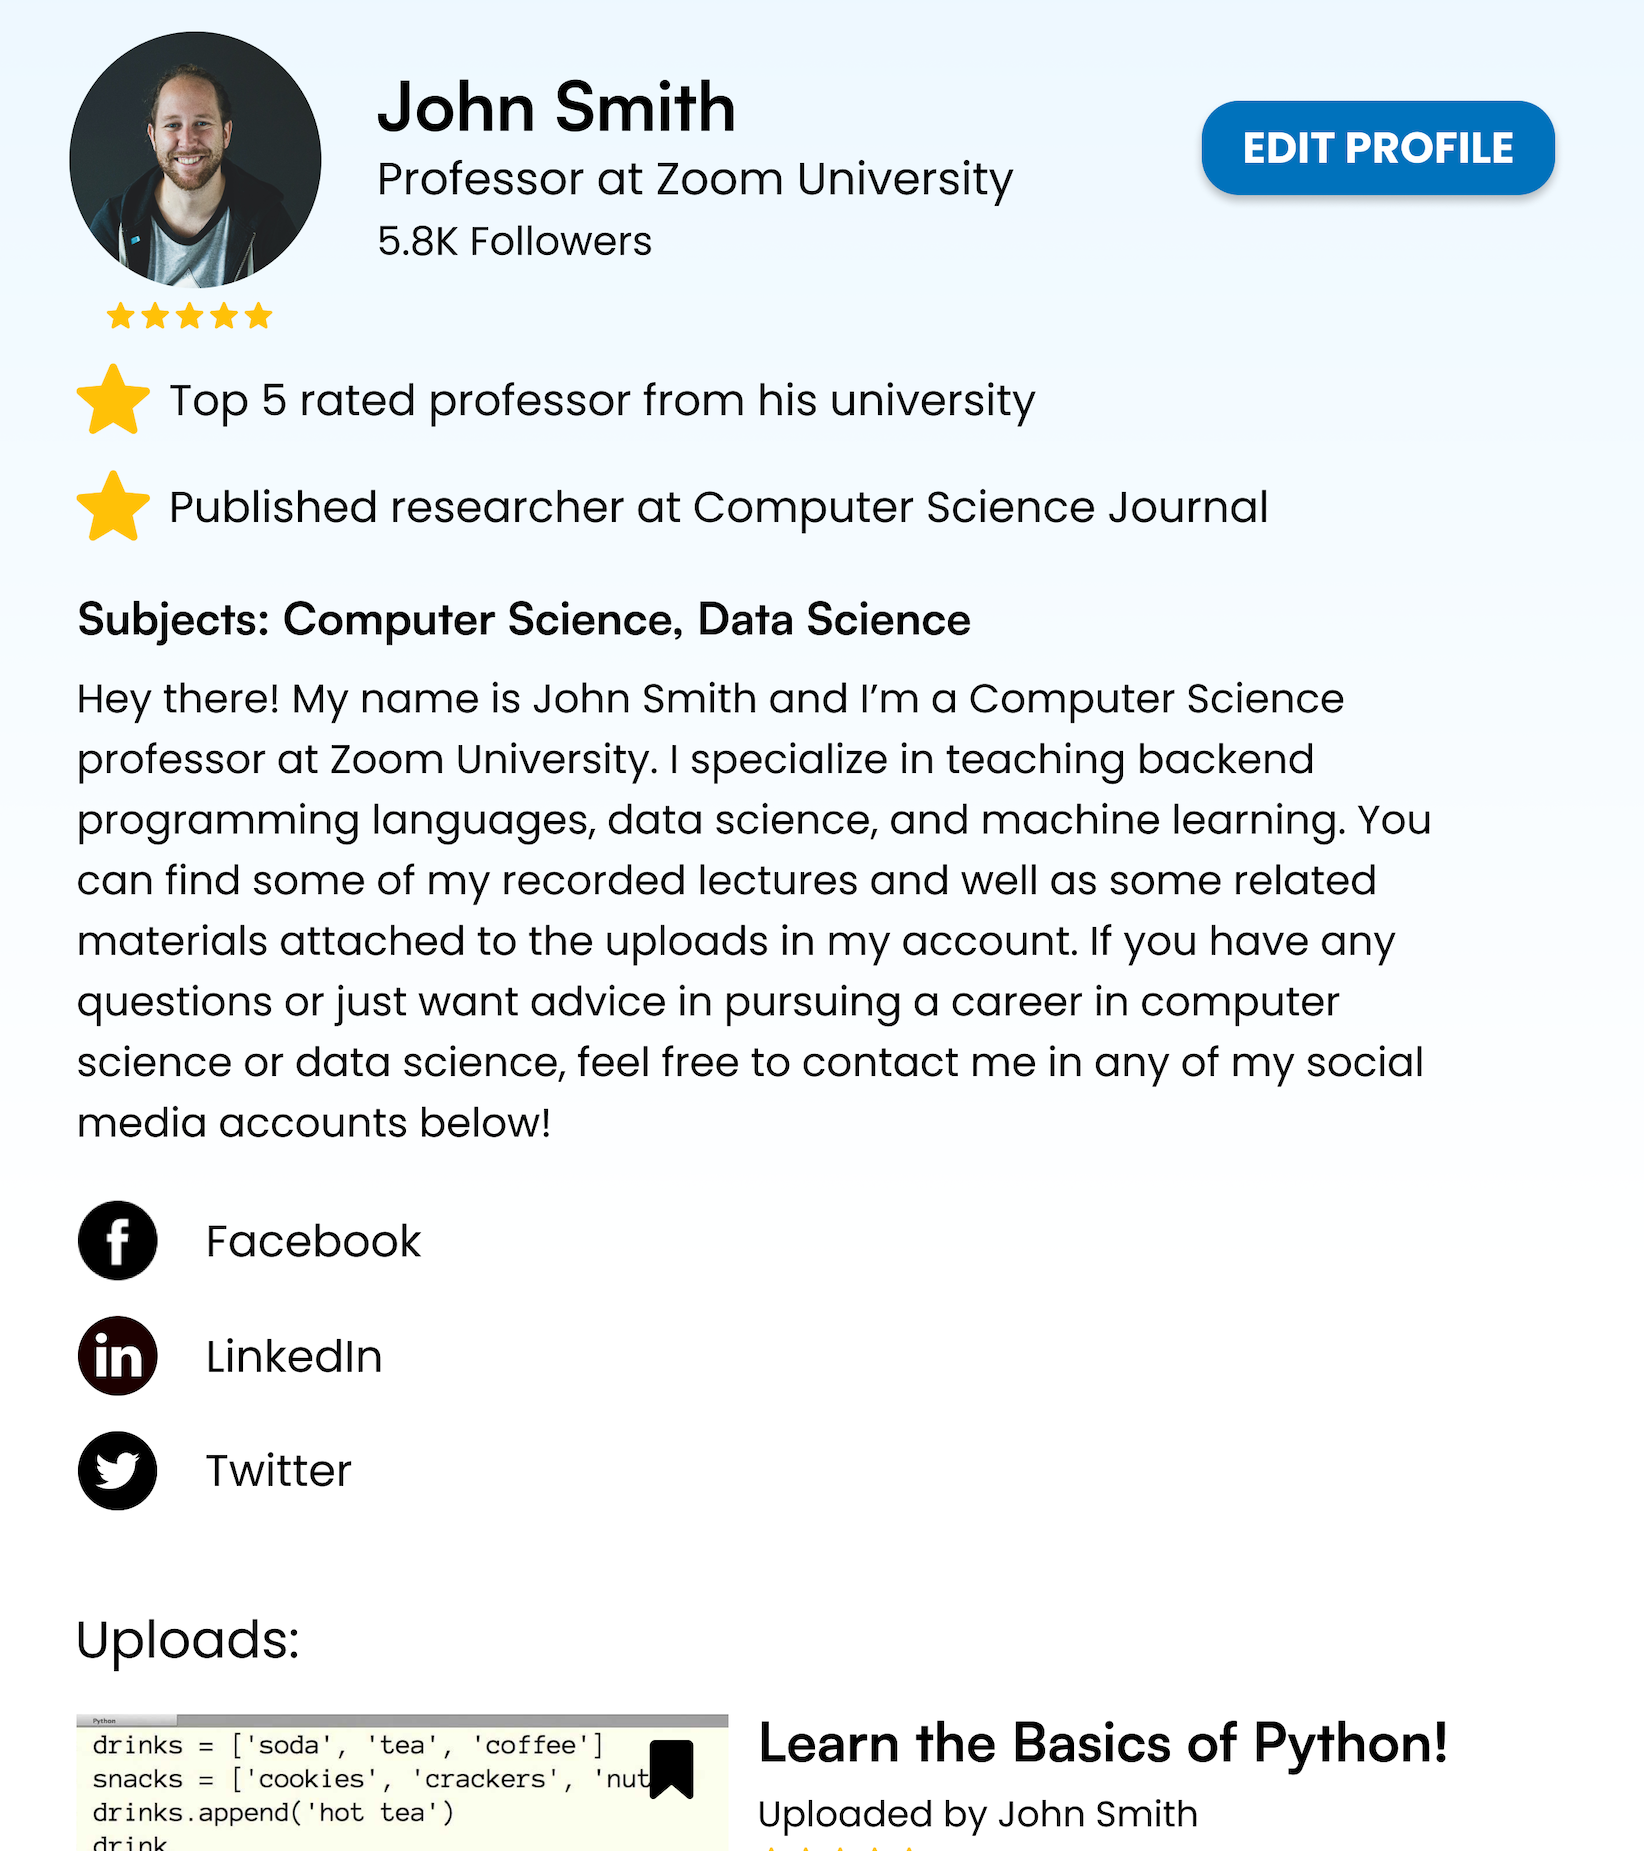 John Smith
Professor at Zoom University
5.8K Followers
EDIT PROFILE
Top 5 rated professor from his university
Published researcher at Computer Science Journal
Subjects: Computer Science, Data Science
Hey there! My name is John Smith and I’m a Computer Science
professor at Zoom University. I specialize in teaching backend
programming languages, data science, and machine learning. You
can find some of my recorded lectures and well as some related
materials attached to the uploads in my account. If you have any
questions or just want advice in pursuing a career in computer
science or data science, feel free to contact me in any of my social
media accounts below!
f Facebook
in LinkedIn
Twitter
Uploads:
Python
drinks = ['soda', 'tea', 'coffee']
snacks = ['cookies', 'crackers', 'nut
drinks.append('hot tea')
drink
Learn the Basics of Python!
Uploaded by John Smith